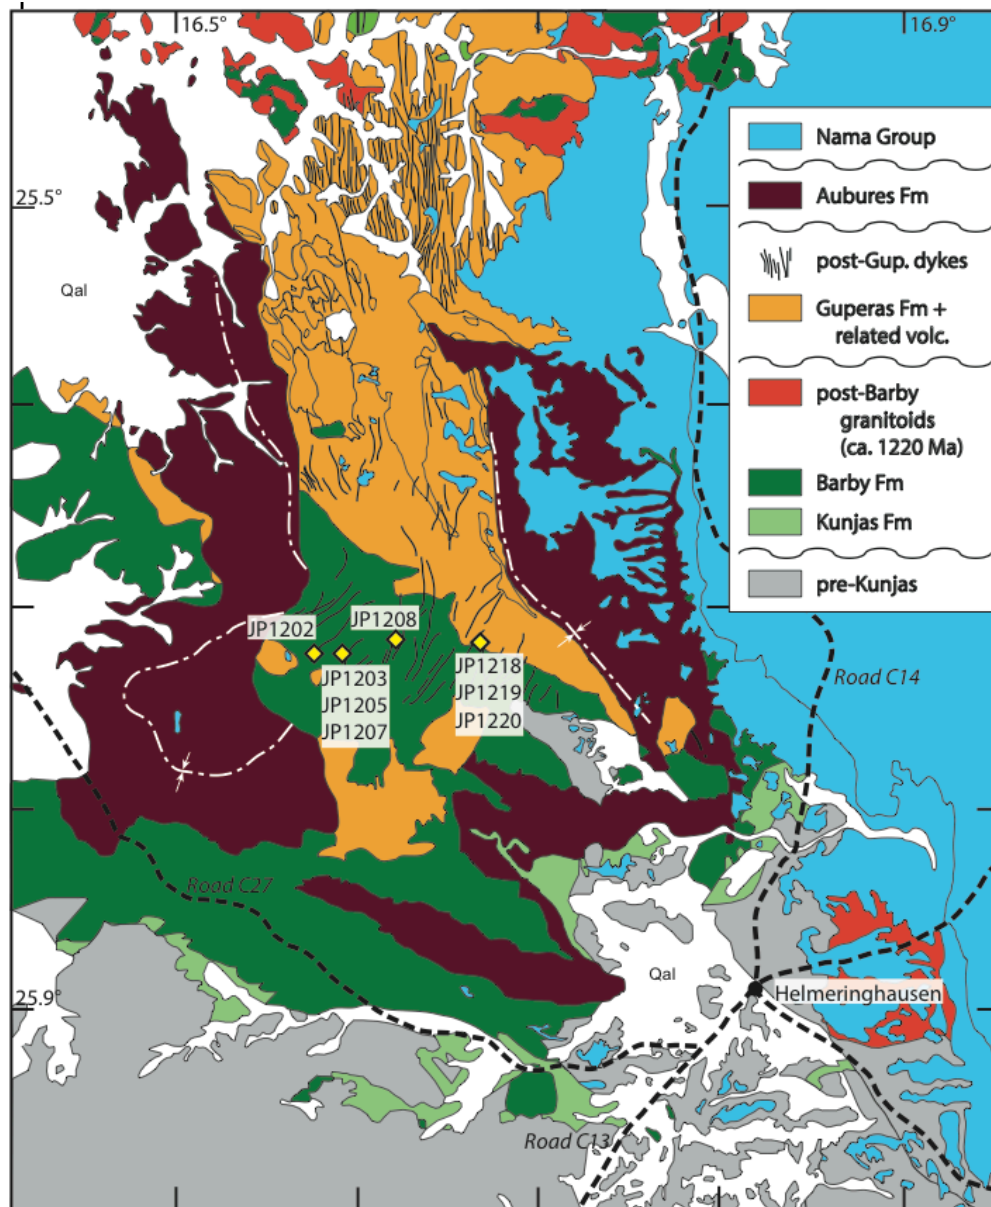 16.5°
16.9°
25.5°
25.9°
Qal
Nama Group
Aubures Fm
post-Gup. dykes
Guperas Fm +
related volc.
post-Barby
granitoids
(ca. 1220 Ma)
Barby Fm
Kunjas Fm
pre-Kunjas
JP1202
JP1208
JP1203
JP1205
JP1207
JP1218
JP1219
JP1220
Road C14
Road C27
Qal
Helmeringhausen
Road C13